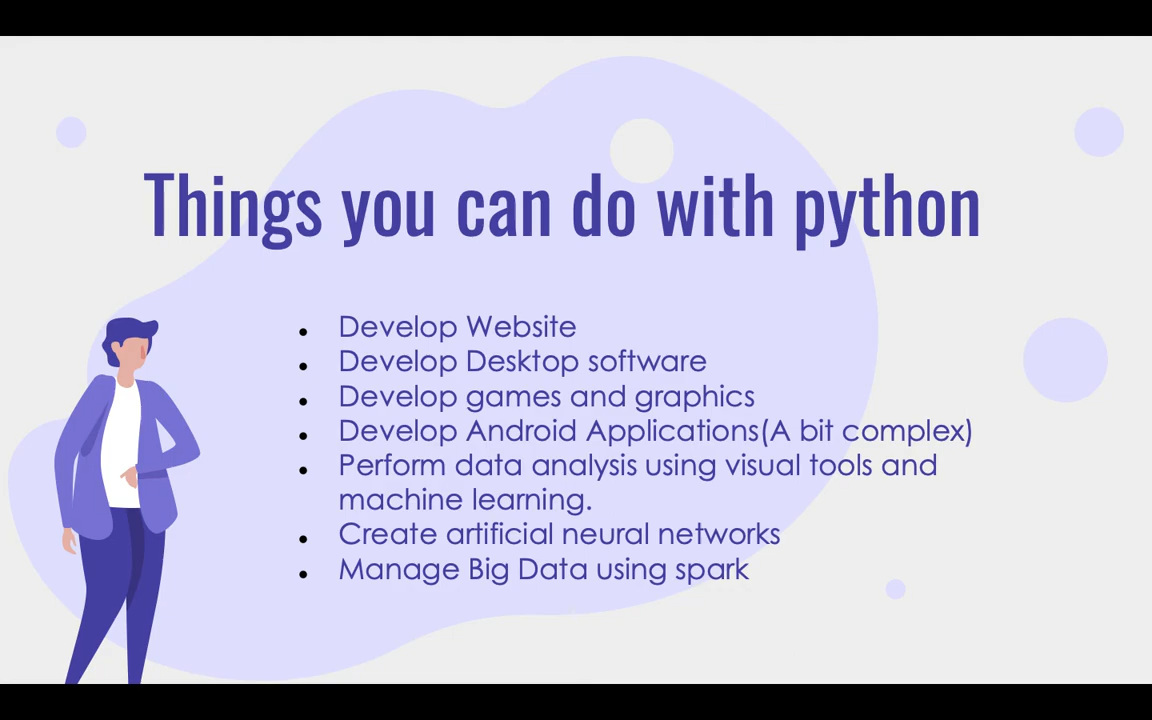 Things you can do with python
• Develop Website
• Develop Desktop software
• Develop games and graphics
• Develop Android Applications(A bit complex)
• Perform data analysis using visual tools and
machine learning.
• Create artificial neural networks
• Manage Big Data using spark